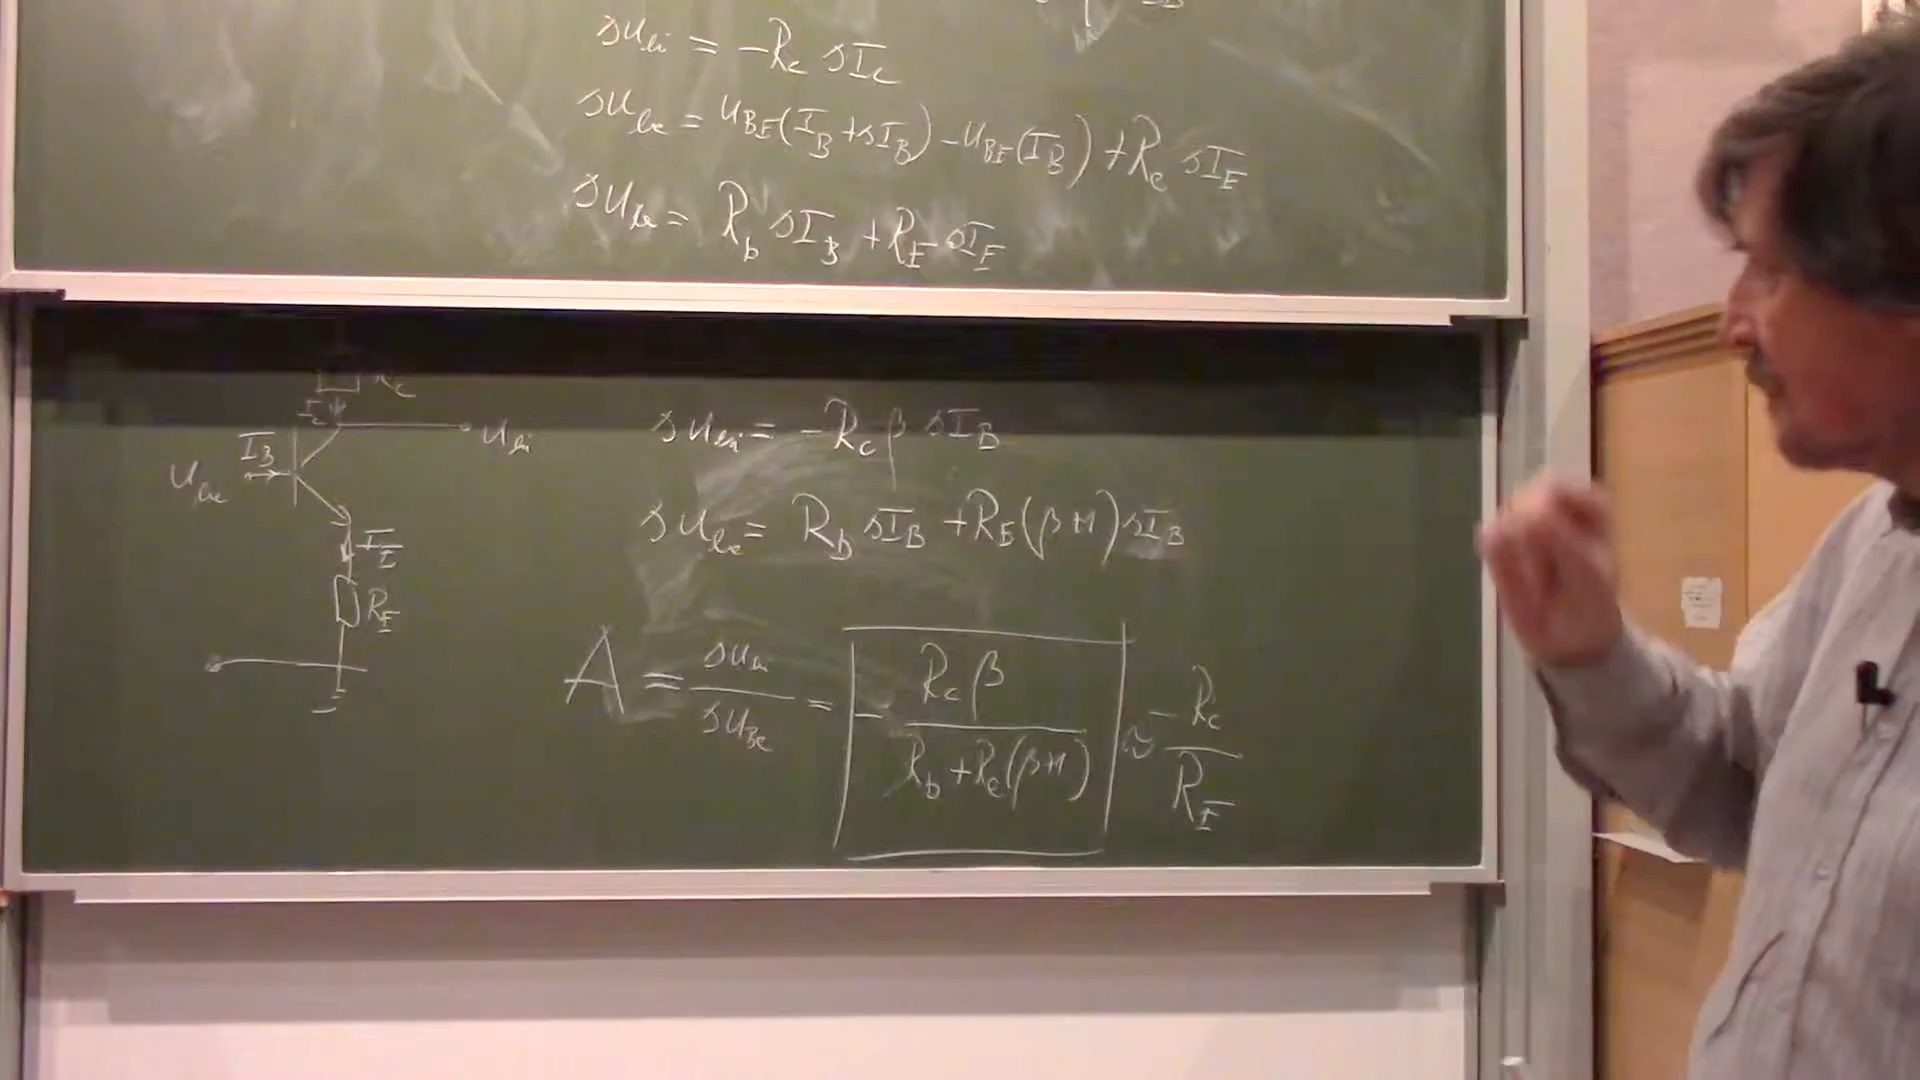 δU_ki = -R_c δI_c
δU_be = U_BE(I_B + δI_B) - U_BE(I_B) + R_e δI_E
δU_be = R_b δI_B + R_E δI_E
R_c
I_c
U_ki
I_B
U_be
I_E
R_E
δU_ki = -R_c β δI_B
δU_be = R_b δI_B + R_E(β+1) δI_B
A = δU_ki / δU_be = - R_c β / (R_b + R_e(β+1)) ≈ - R_c / R_E